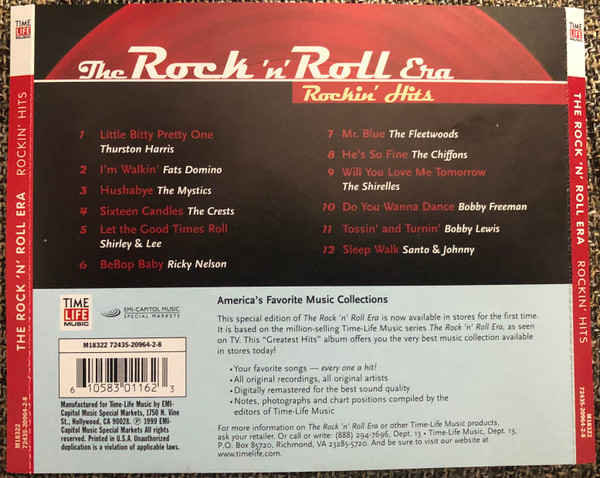 TIME
LIFE
MUSIC
THE ROCK 'N' ROLL ERA ROCKIN' HITS
M18322 72435-20964-2-8
The Rock 'n' Roll Era
Rockin' Hits
1 Little Bitty Pretty One
Thurston Harris
2 I'm Walkin' Fats Domino
3 Hushabye The Mystics
4 Sixteen Candles The Crests
5 Let the Good Times Roll
Shirley & Lee
6 BeBop Baby Ricky Nelson
7 Mr. Blue The Fleetwoods
8 He's So Fine The Chiffons
9 Will You Love Me Tomorrow
The Shirelles
10 Do You Wanna Dance Bobby Freeman
11 Tossin' and Turnin' Bobby Lewis
12 Sleep Walk Santo & Johnny
TIME
LIFE
MUSIC
EMI-CAPITOL MUSIC
SPECIAL MARKETS
M18322 72435-20964-2-8
6 10583 01162 3
Manufactured for Time-Life Music by EMI-
Capitol Music Special Markets, 1750 N. Vine
St., Hollywood, CA 90028. ℗ 1999 EMI-
Capitol Music Special Markets All rights
reserved. Printed in U.S.A. Unauthorized
duplication is a violation of applicable laws.
America's Favorite Music Collections
This special edition of The Rock 'n' Roll Era is now available in stores for the first time.
It is based on the million-selling Time-Life Music series The Rock 'n' Roll Era, as seen
on TV. This "Greatest Hits" album offers you the very best music collection available
in stores today!
• Your favorite songs — every one a hit!
• All original recordings, all original artists
• Digitally remastered for the best sound quality
• Notes, photographs and chart positions compiled by the
editors of Time-Life Music
For more information on The Rock 'n' Roll Era or other Time-Life Music products,
ask your retailer. Or call or write: (888) 294-7696, Dept. 13 • Time-Life Music, Dept. 13,
P.O. Box 85720, Richmond, VA 23285-5720. And be sure to visit our website at
www.timelife.com.
TIME
LIFE
MUSIC
THE ROCK 'N' ROLL ERA ROCKIN' HITS
M18322
72435-20964-2-8